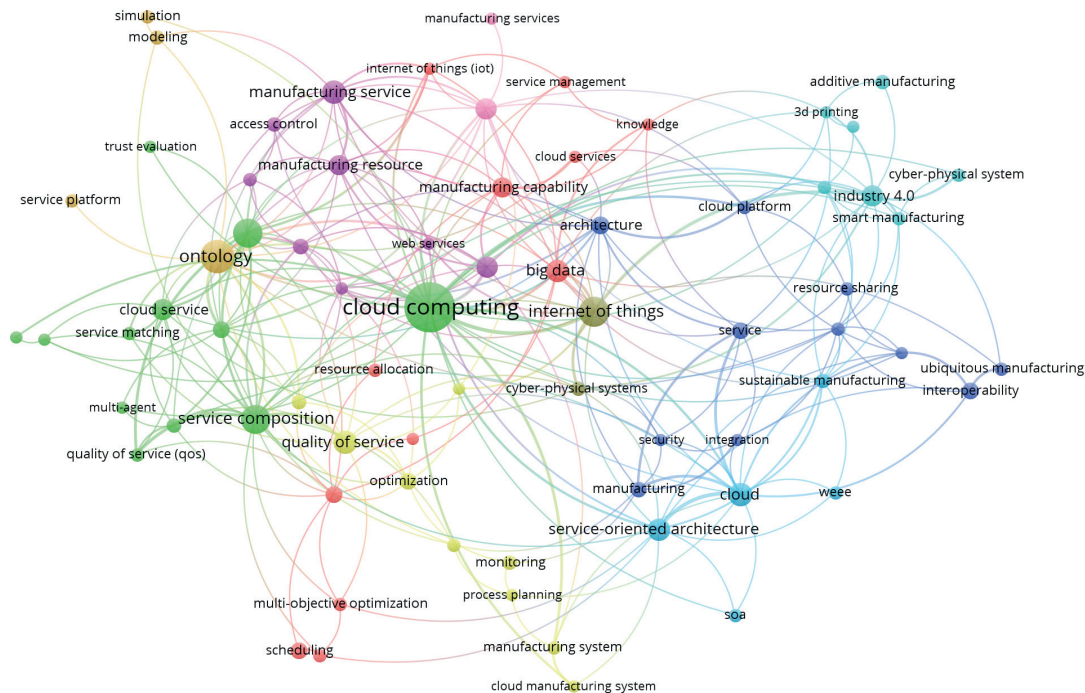 simulation
manufacturing services
modeling
internet of things (iot)
service management
additive manufacturing
manufacturing service
3d printing
access control
knowledge
trust evaluation
cloud services
manufacturing resource
cyber-physical system
manufacturing capability
industry 4.0
service platform
cloud platform
smart manufacturing
architecture
web services
ontology
big data
resource sharing
cloud computing
internet of things
cloud service
service matching
service
resource allocation
ubiquitous manufacturing
cyber-physical systems
sustainable manufacturing
interoperability
multi-agent
service composition
quality of service
security
integration
quality of service (qos)
optimization
manufacturing
cloud
weee
service-oriented architecture
monitoring
process planning
multi-objective optimization
soa
scheduling
manufacturing system
cloud manufacturing system